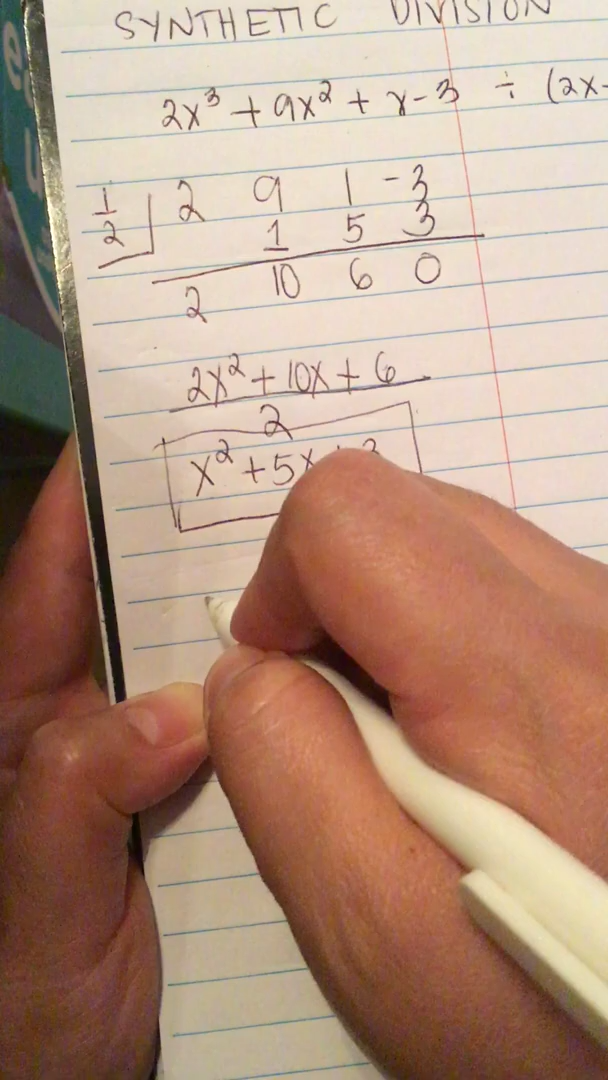 SYNTHETIC DIVISION
2x³ + 9x² + x - 3 ÷ (2x-
1/2 2 9 1 -3
1 5 3
2 10 6 0
2x² + 10x + 6
2
x² + 5x + 3